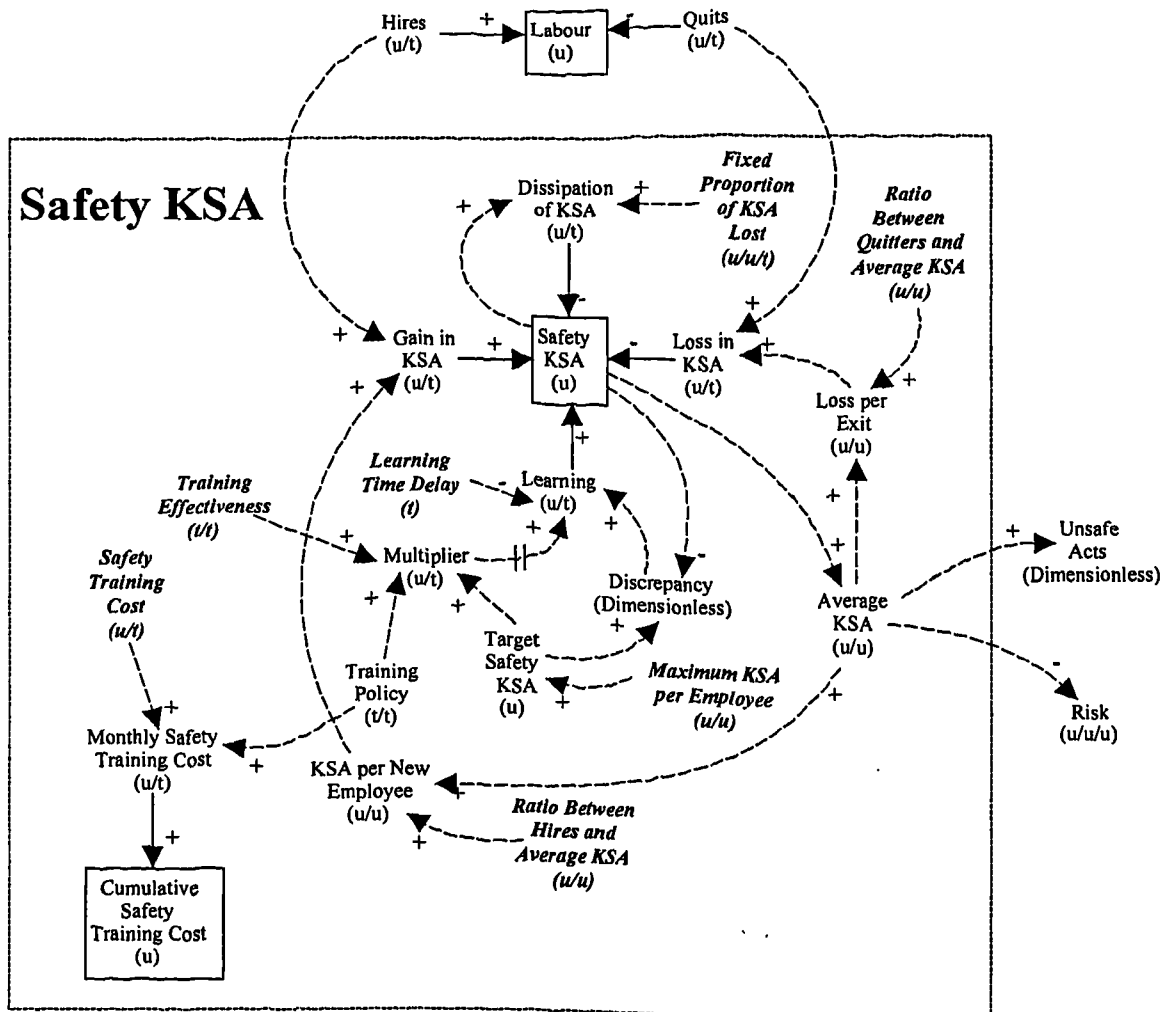 Hires
(u/t)
+
Labour
(u)
-
Quits
(u/t)
Safety KSA
Dissipation
of KSA
(u/t)
+
+
Fixed
Proportion
of KSA
Lost
(u/u/t)
Ratio
Between
Quitters and
Average KSA
(u/u)
-
+
Gain in
KSA
(u/t)
+
+
Safety
KSA
(u)
-
Loss in
KSA
(u/t)
+
+
+
Loss per
Exit
(u/u)
+
Learning
Time Delay
(t)
-
Learning
(u/t)
+
+
+
Training
Effectiveness
(t/t)
+
Multiplier
(u/t)
+
+
-
Discrepancy
(Dimensionless)
+
+
+
Average
KSA
(u/u)
+
Unsafe
Acts
(Dimensionless)
-
Risk
(u/u/u)
Safety
Training
Cost
(u/t)
Training
Policy
(t/t)
Target
Safety
KSA
(u)
+
Maximum KSA
per Employee
(u/u)
+
+
Monthly Safety
Training Cost
(u/t)
+
KSA per New
Employee
(u/u)
+
+
Ratio Between
Hires and
Average KSA
(u/u)
+
Cumulative
Safety
Training Cost
(u)